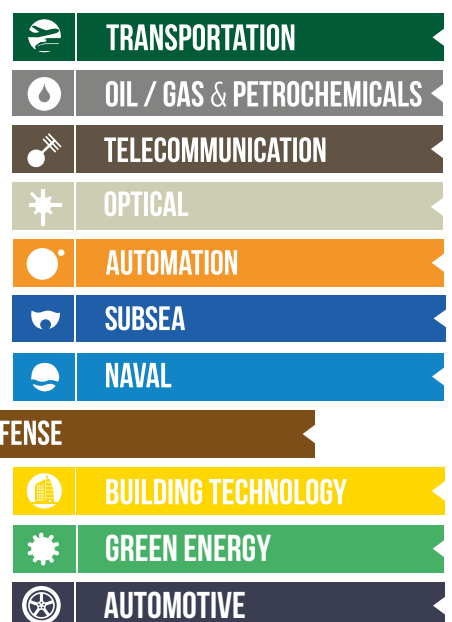 TRANSPORTATION
OIL / GAS & PETROCHEMICALS
TELECOMMUNICATION
OPTICAL
AUTOMATION
SUBSEA
NAVAL
FENSE
BUILDING TECHNOLOGY
GREEN ENERGY
AUTOMOTIVE